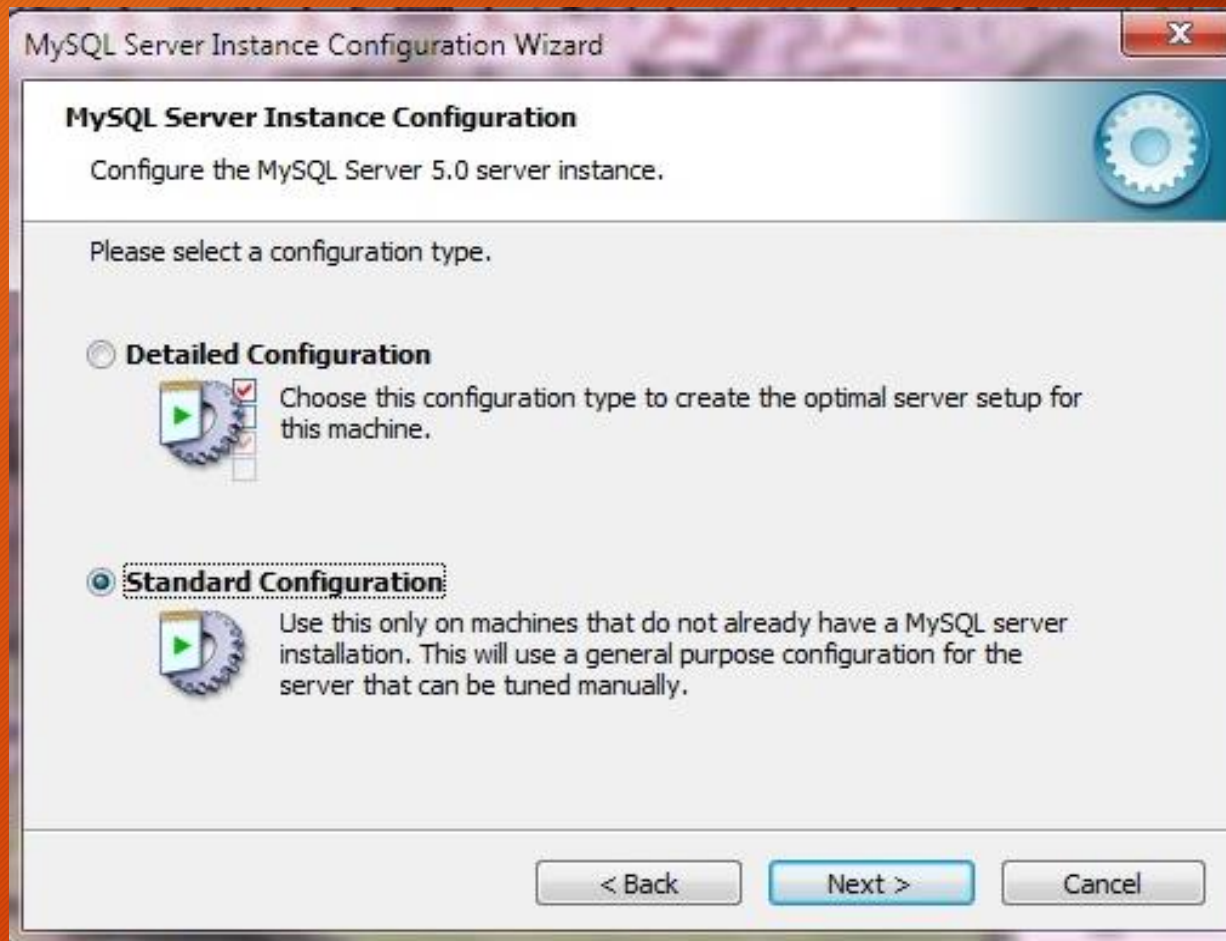 MySQL Server Instance Configuration Wizard
MySQL Server Instance Configuration
Configure the MySQL Server 5.0 server instance.
Please select a configuration type.
Detailed Configuration
Choose this configuration type to create the optimal server setup for
this machine.
Standard Configuration
Use this only on machines that do not already have a MySQL server
installation. This will use a general purpose configuration for the
server that can be tuned manually.
< Back
Next >
Cancel